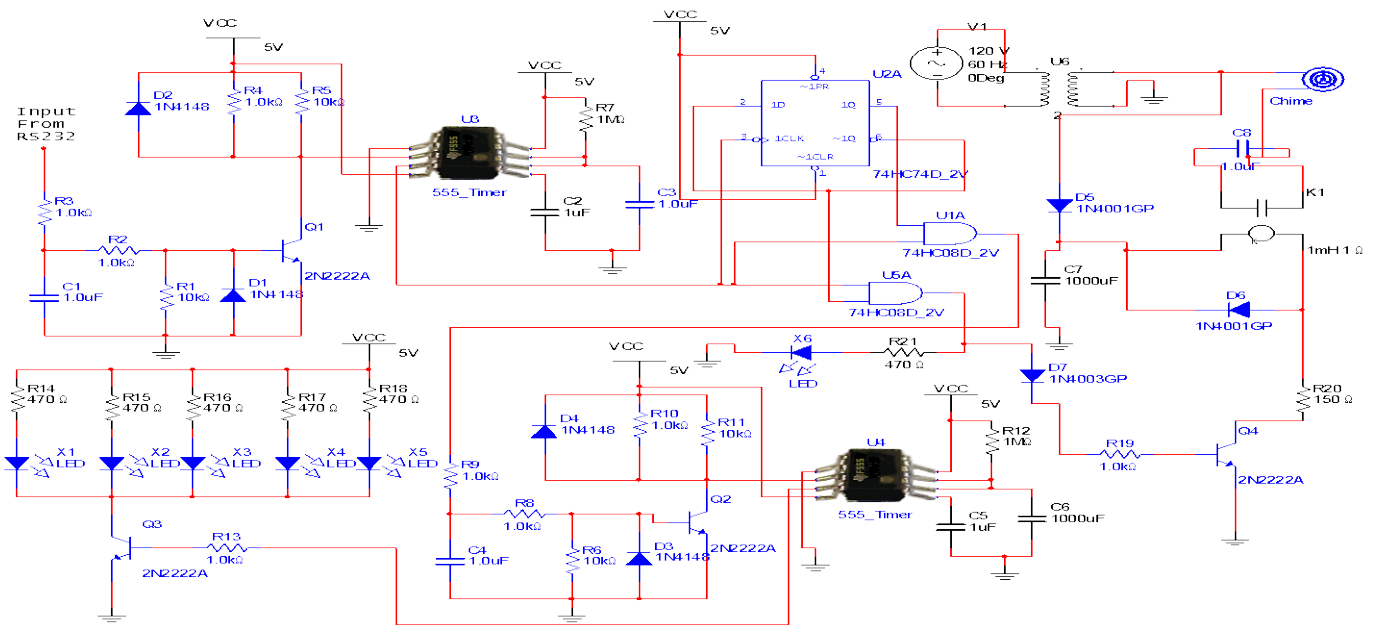 VCC
5V
D2
1N4148
R4
1.0kΩ
R5
10kΩ
Input
From
RS232
R3
1.0kΩ
R2
1.0kΩ
C1
1.0uF
R1
10kΩ
D1
1N4148
Q1
2N2222A
VCC
5V
U3
F555
555_Timer
R7
1MΩ
C2
1uF
C3
1.0uF
VCC
5V
U2A
4
~1PR
2
1D
1Q
5
3
1CLK
~1Q
6
~1CLR
1
74HC74D_2V
U1A
74HC08D_2V
U5A
74HC08D_2V
V1
120 V
60 Hz
0Deg
U6
2
Chime
C8
1.0uF
K1
K
1mH 1 Ω
D5
1N4001GP
C7
1000uF
D6
1N4001GP
R20
150 Ω
X6
LED
R21
470 Ω
D7
1N4003GP
R19
1.0kΩ
Q4
2N2222A
VCC
5V
R14
470 Ω
R15
470 Ω
R16
470 Ω
R17
470 Ω
R18
470 Ω
X1
LED
X2
LED
X3
LED
X4
LED
X5
LED
Q3
2N2222A
R13
1.0kΩ
VCC
5V
D4
1N4148
R10
1.0kΩ
R11
10kΩ
R9
1.0kΩ
R8
1.0kΩ
C4
1.0uF
R6
10kΩ
D3
1N4148
Q2
2N2222A
VCC
5V
U4
F555
555_Timer
R12
1MΩ
C5
1uF
C6
1000uF